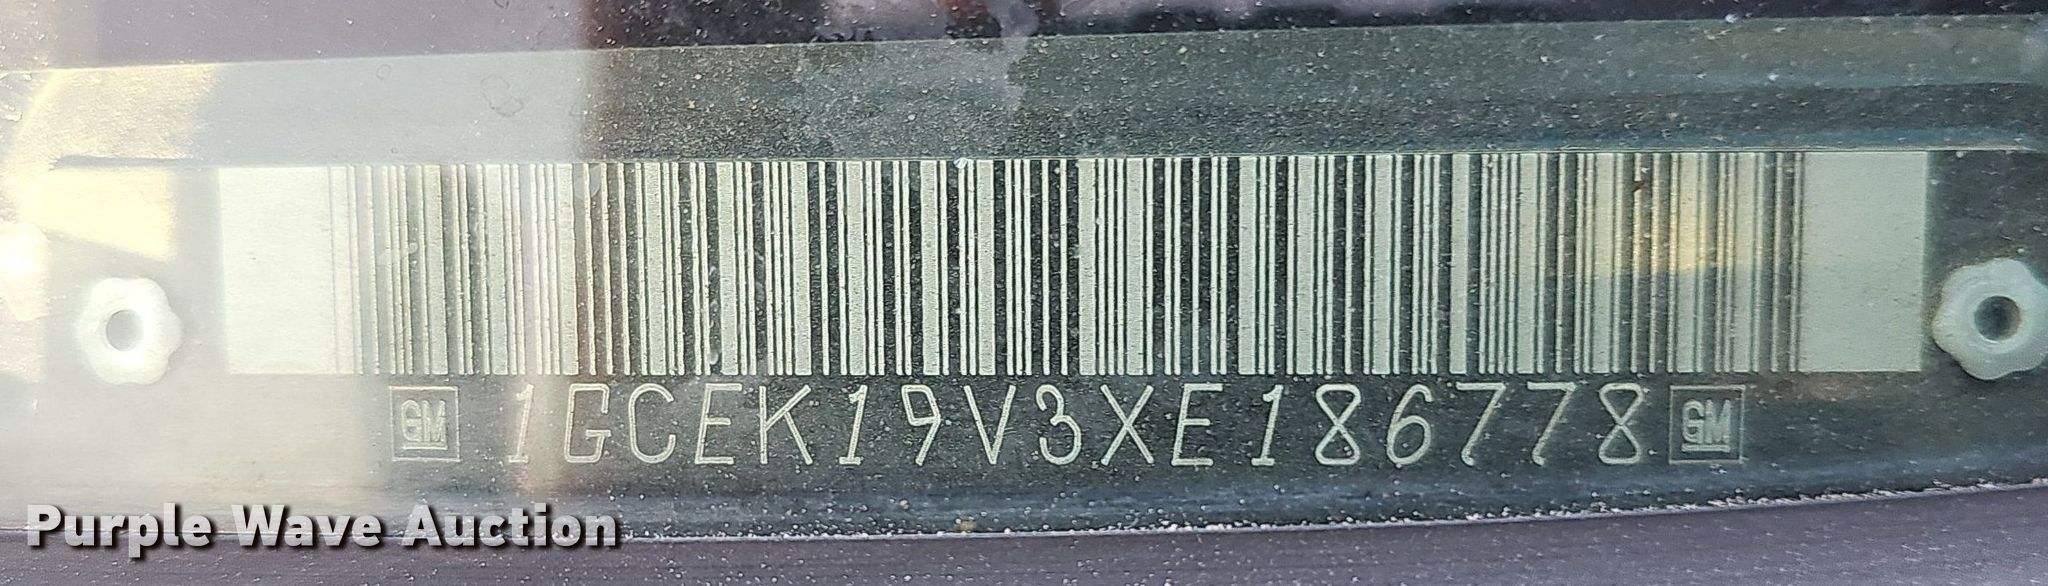 GM 1GCEK19V3XE186778 GM
Purple Wave Auction